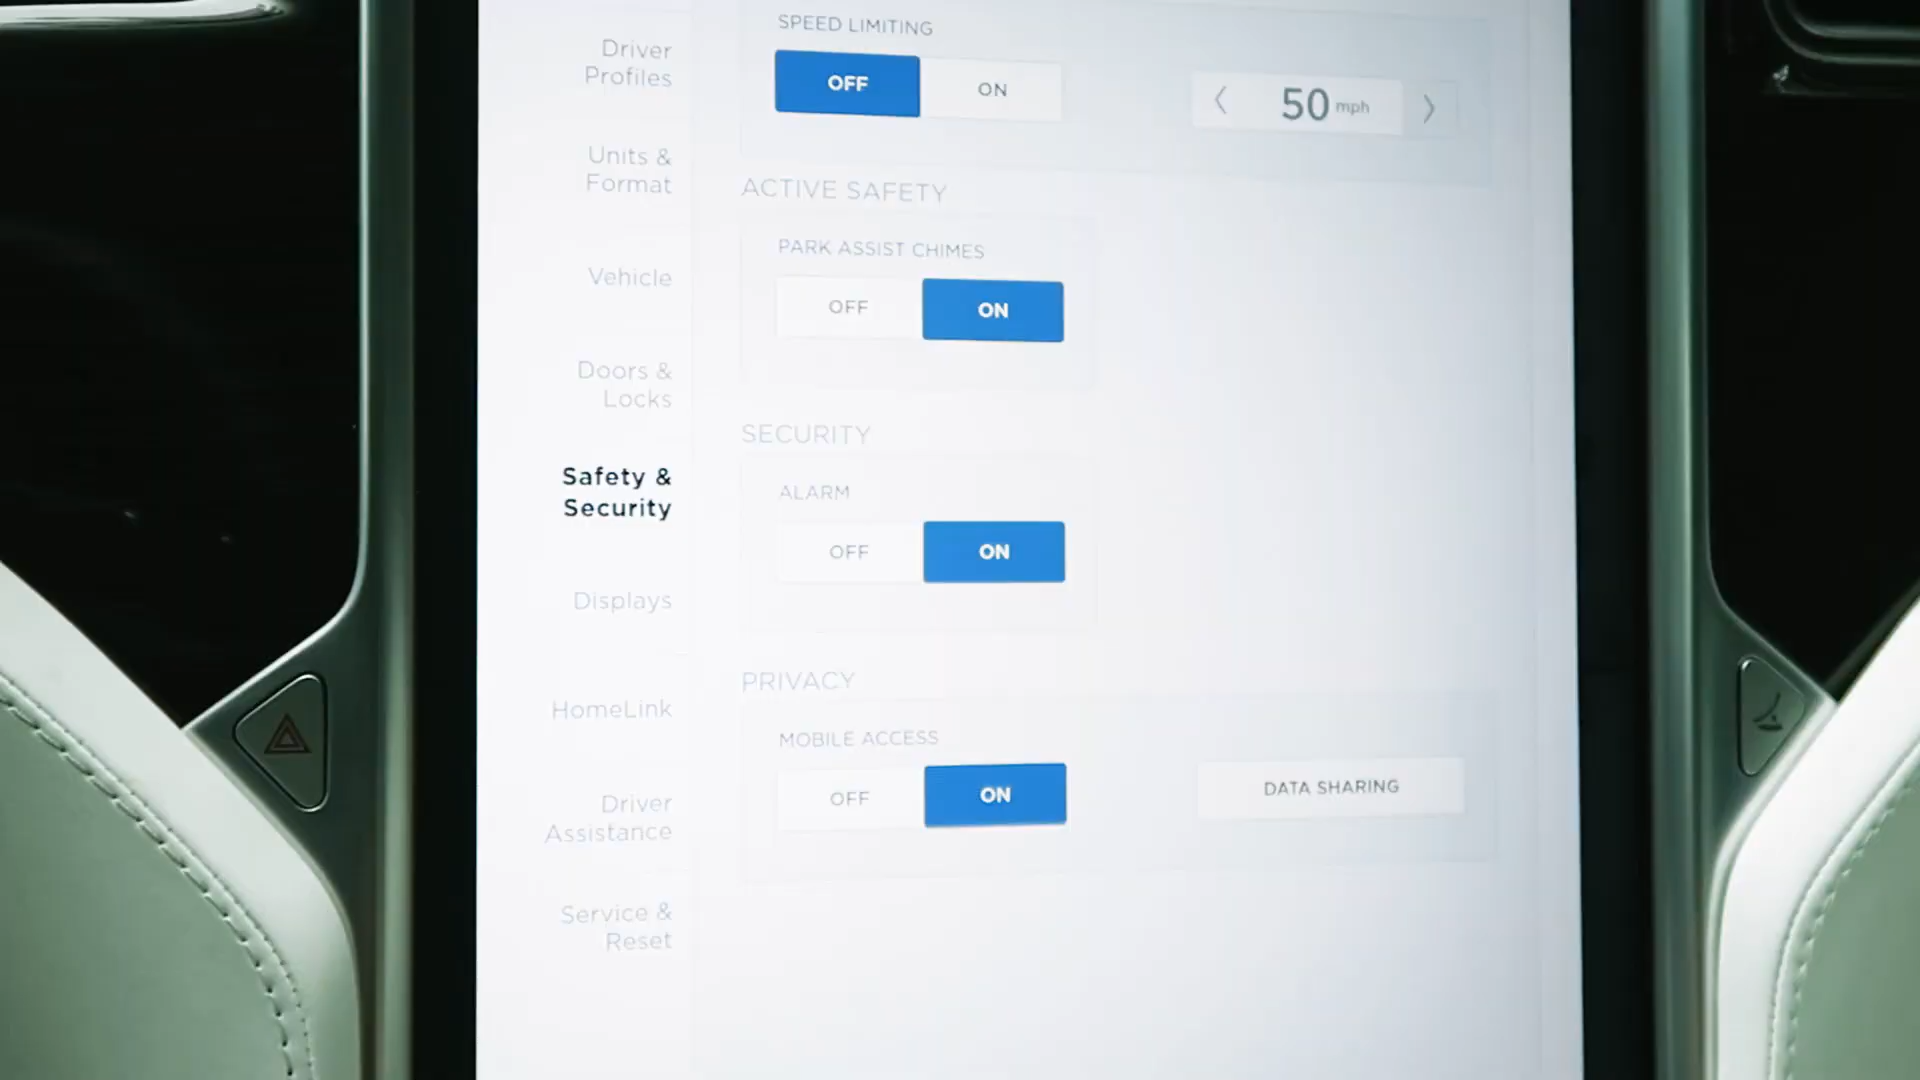 Driver
Profiles
Units &
Format
Vehicle
Doors &
Locks
Safety &
Security
Displays
HomeLink
Driver
Assistance
Service &
Reset
SPEED LIMITING
OFF ON
50 mph
ACTIVE SAFETY
PARK ASSIST CHIMES
OFF ON
SECURITY
ALARM
OFF ON
PRIVACY
MOBILE ACCESS
OFF ON
DATA SHARING